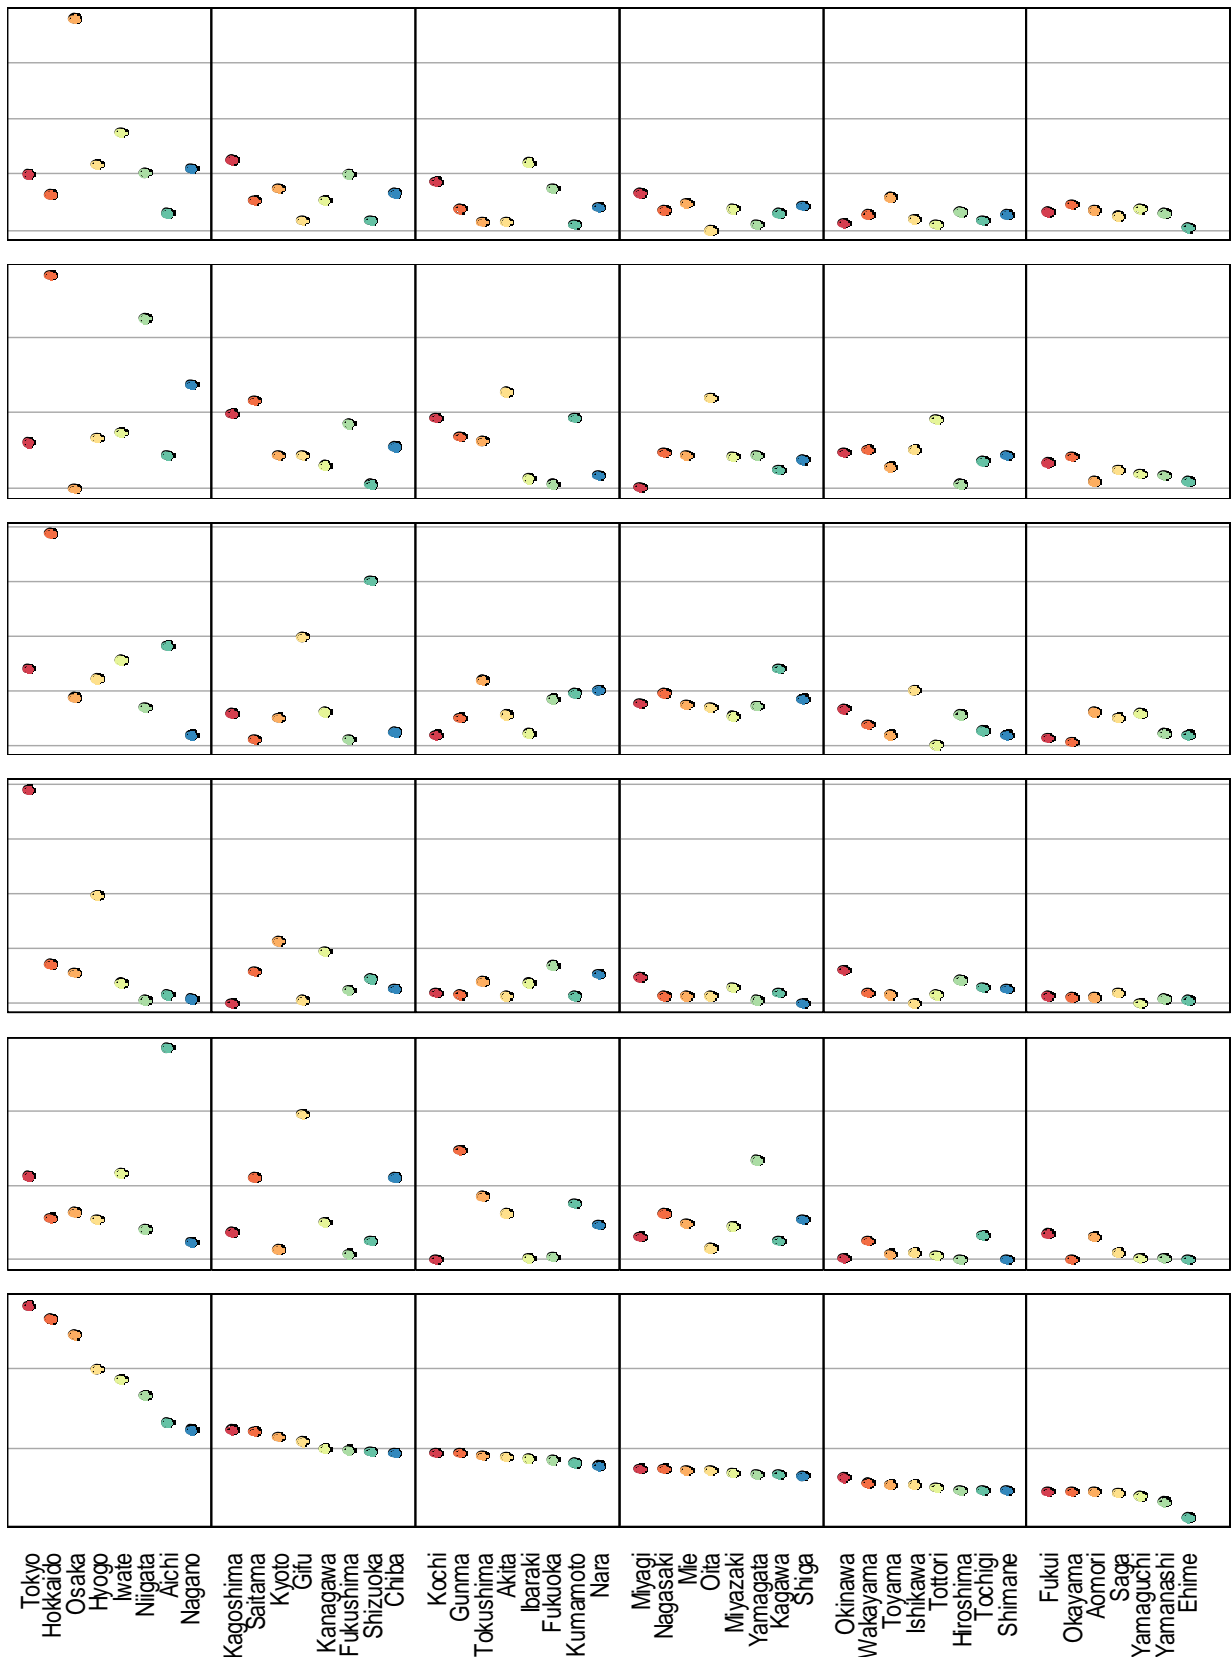 Tokyo
Hokkaido
Osaka
Hyogo
Iwate
Niigata
Aichi
Nagano
Kagoshima
Saitama
Kyoto
Gifu
Kanagawa
Fukushima
Shizuoka
Chiba
Kochi
Gunma
Tokushima
Akita
Ibaraki
Fukuoka
Kumamoto
Nara
Miyagi
Nagasaki
Mie
Oita
Miyazaki
Yamagata
Kagawa
Shiga
Okinawa
Wakayama
Toyama
Ishikawa
Tottori
Hiroshima
Tochigi
Shimane
Fukui
Okayama
Aomori
Saga
Yamaguchi
Yamanashi
Ehime